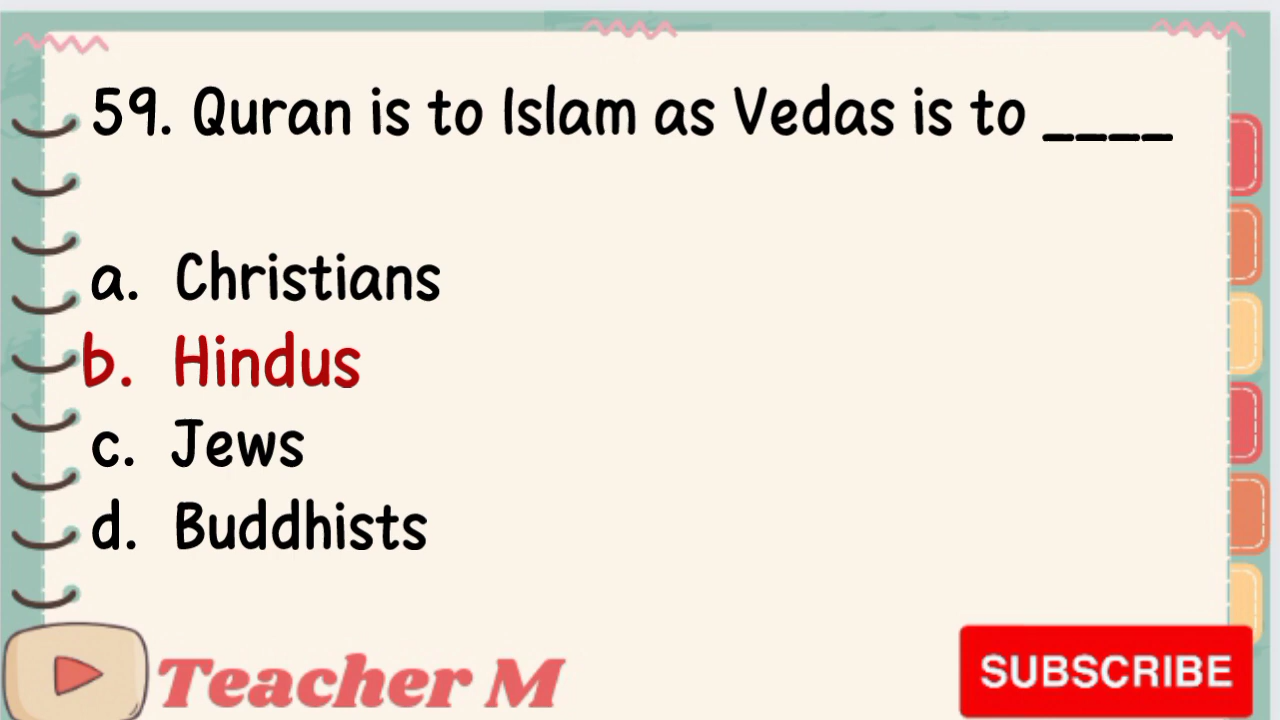 59. Quran is to Islam as Vedas is to ____
a. Christians
b. Hindus
c. Jews
d. Buddhists
Teacher M
SUBSCRIBE